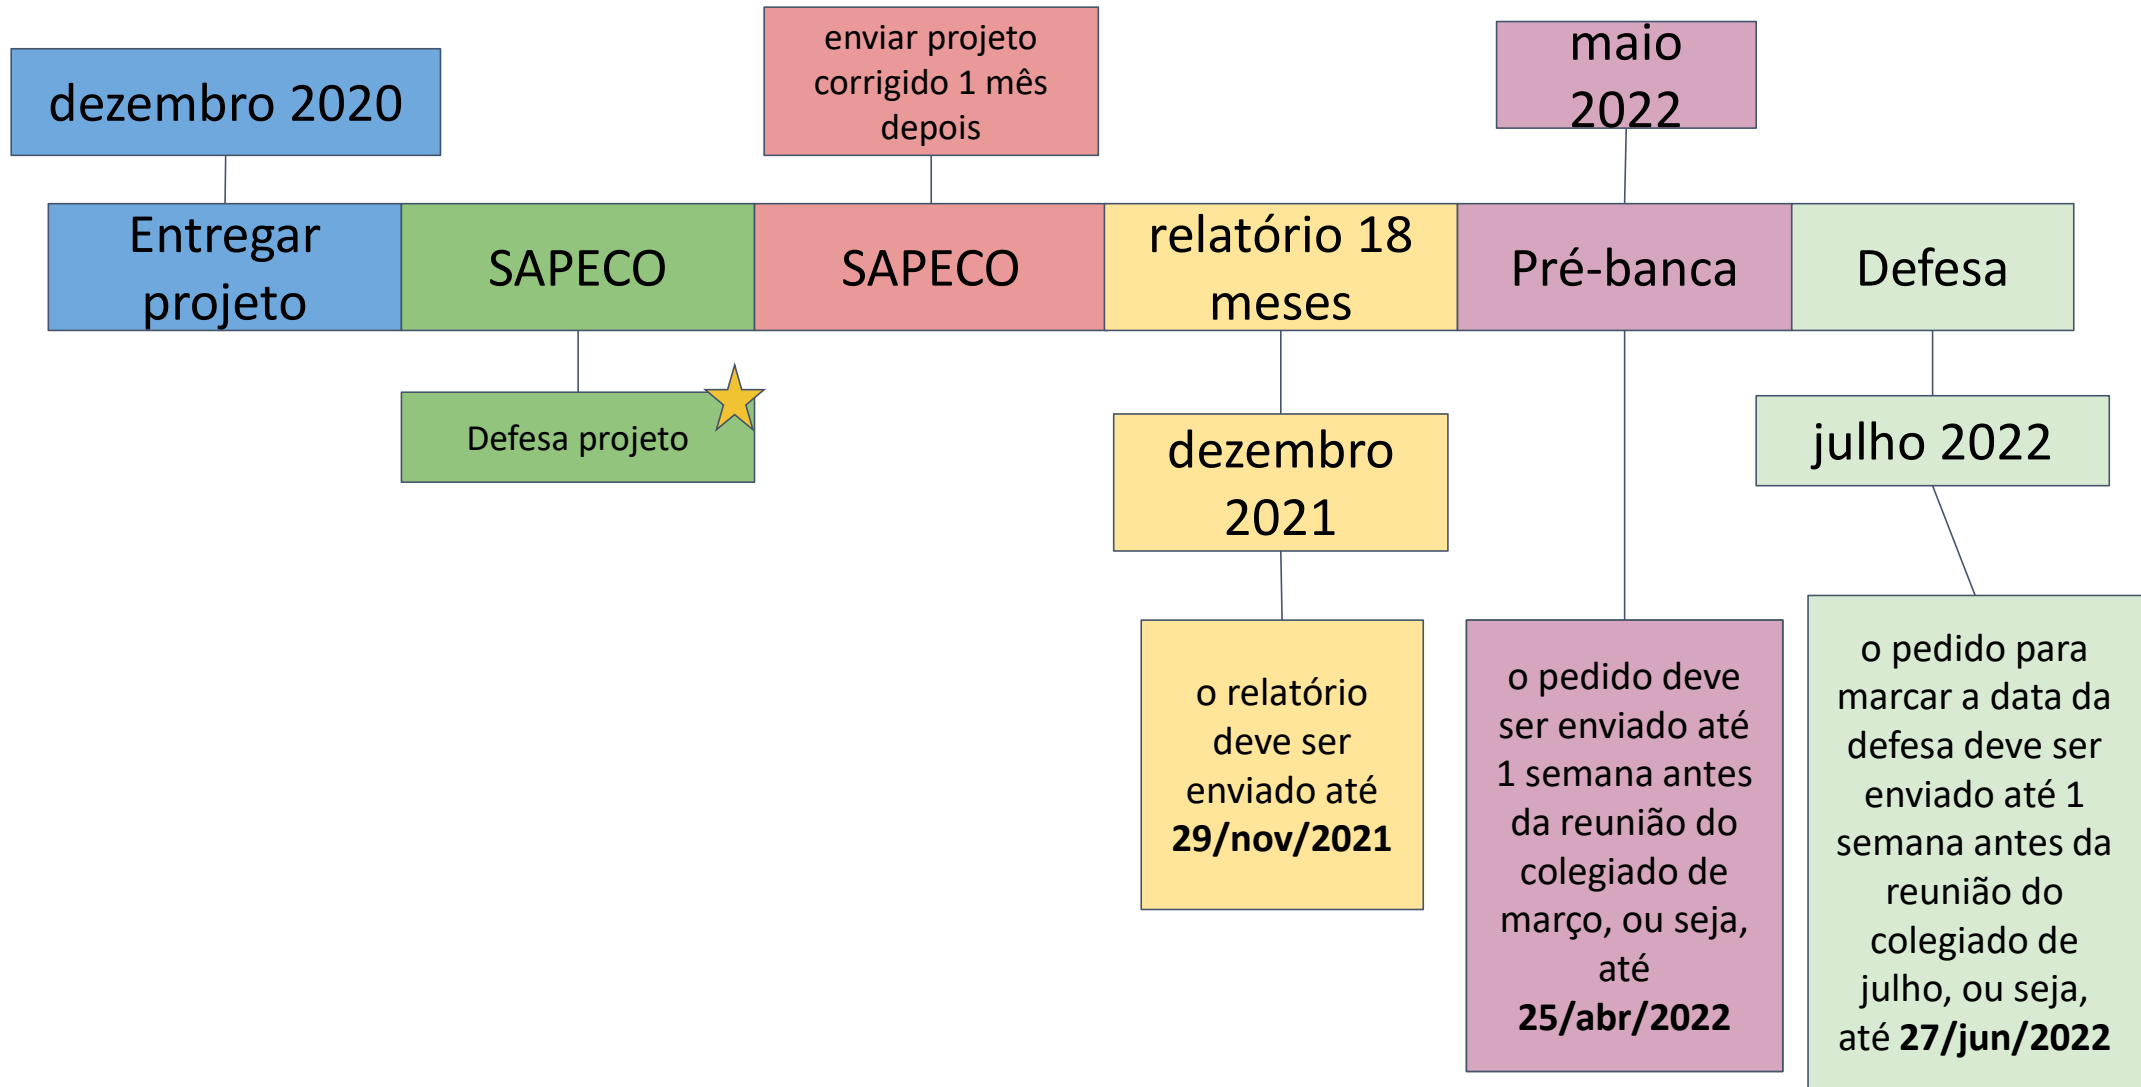 dezembro 2020
enviar projeto
corrigido 1 mês
depois
maio
2022
Entregar
projeto
SAPECO
SAPECO
relatório 18
meses
Pré-banca
Defesa
Defesa projeto
dezembro
2021
julho 2022
o relatório
deve ser
enviado até
29/nov/2021
o pedido deve
ser enviado até
1 semana antes
da reunião do
colegiado de
março, ou seja,
até
25/abr/2022
o pedido para
marcar a data da
defesa deve ser
enviado até 1
semana antes da
reunião do
colegiado de
julho, ou seja,
até 27/jun/2022